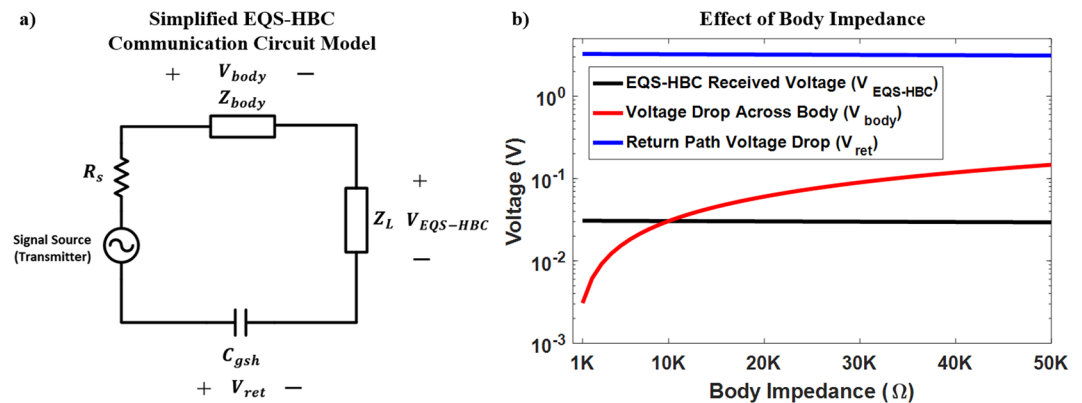 a)
Simplified EQS-HBC
Communication Circuit Model
+ V_body −
Z_body
R_s
Signal Source
(Transmitter)
+
Z_L V_EQS−HBC
−
C_gsh
+ V_ret −
b)
Effect of Body Impedance
EQS-HBC Received Voltage (V_EQS-HBC)
Voltage Drop Across Body (V_body)
Return Path Voltage Drop (V_ret)
Voltage (V)
10^0
10^-1
10^-2
10^-3
1K 10K 20K 30K 40K 50K
Body Impedance (Ω)